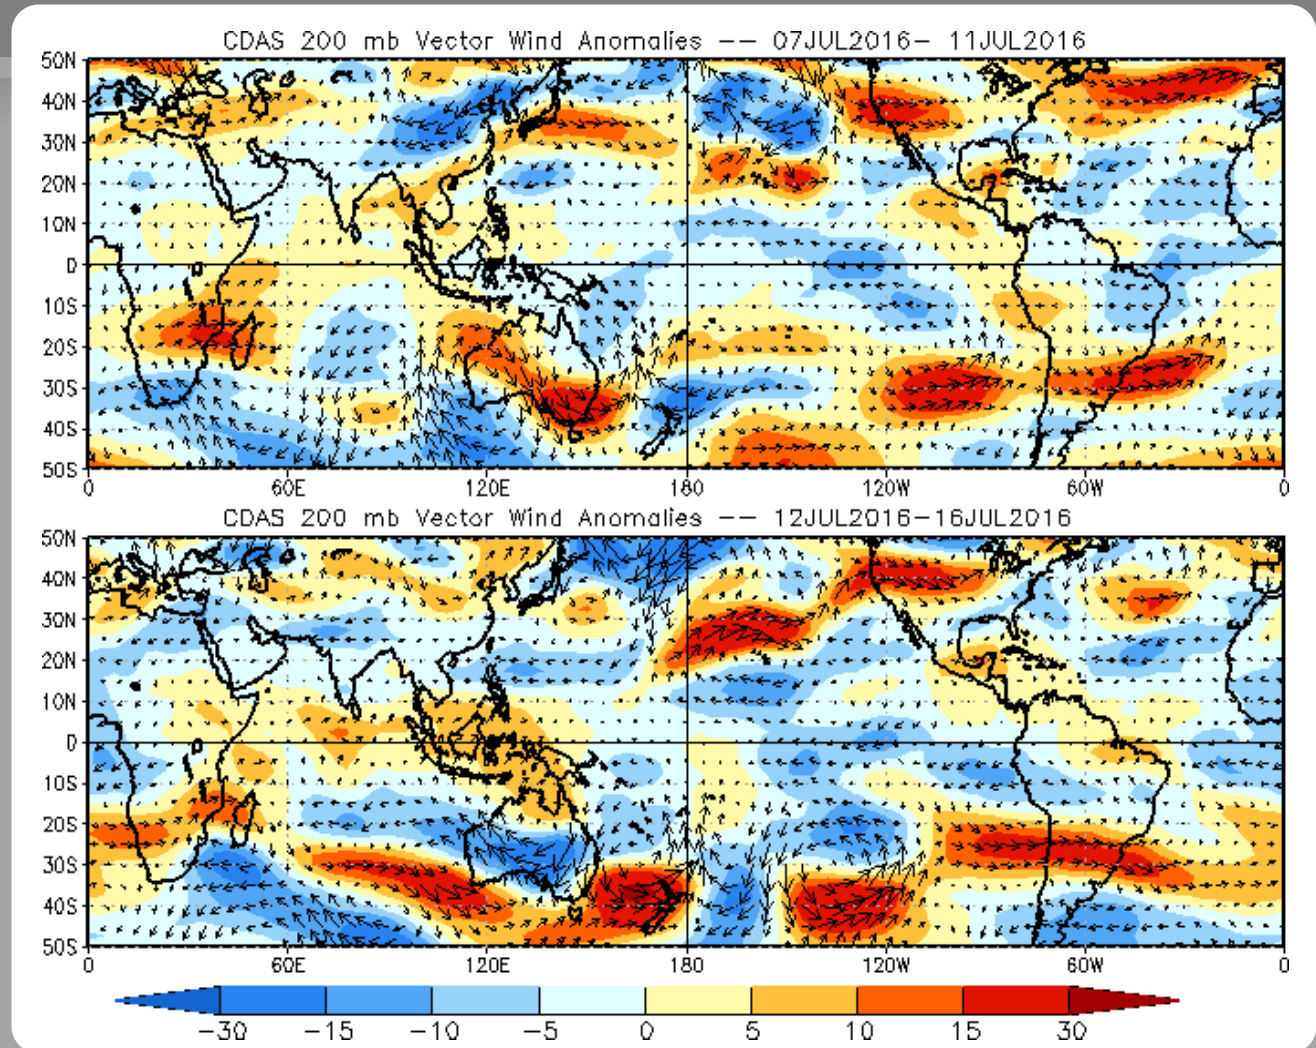 CDAS 200 mb Vector Wind Anomalies -- 07JUL2016- 11JUL2016
50N
40N
30N
20N
10N
0
10S
20S
30S
40S
50S
0 60E 120E 180 120W 60W 0
CDAS 200 mb Vector Wind Anomalies -- 12JUL2016-16JUL2016
50N
40N
30N
20N
10N
0
10S
20S
30S
40S
50S
0 60E 120E 180 120W 60W 0
-30 -15 -10 -5 0 5 10 15 30